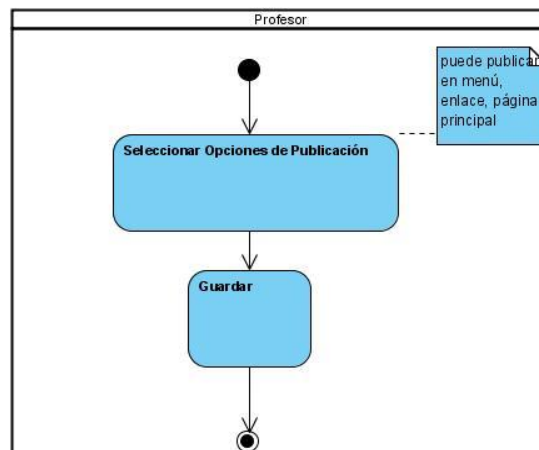 Profesor
puede publicar
en menú,
enlace, página
principal
Seleccionar Opciones de Publicación
Guardar